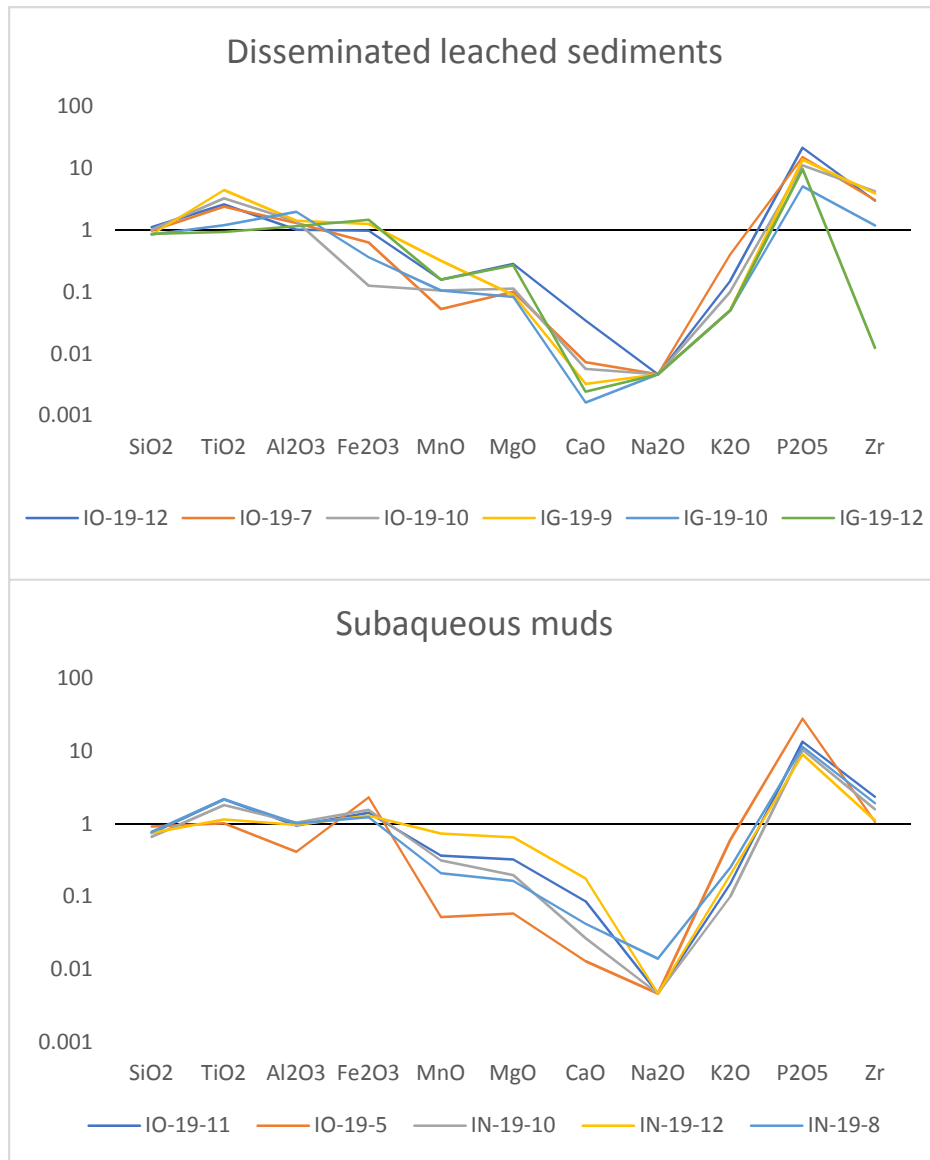 Disseminated leached sediments
100
10
1
0.1
0.01
0.001
SiO2 TiO2 Al2O3 Fe2O3 MnO MgO CaO Na2O K2O P2O5 Zr
IO-19-12 IO-19-7 IO-19-10 IG-19-9 IG-19-10 IG-19-12
Subaqueous muds
100
10
1
0.1
0.01
0.001
SiO2 TiO2 Al2O3 Fe2O3 MnO MgO CaO Na2O K2O P2O5 Zr
IO-19-11 IO-19-5 IN-19-10 IN-19-12 IN-19-8